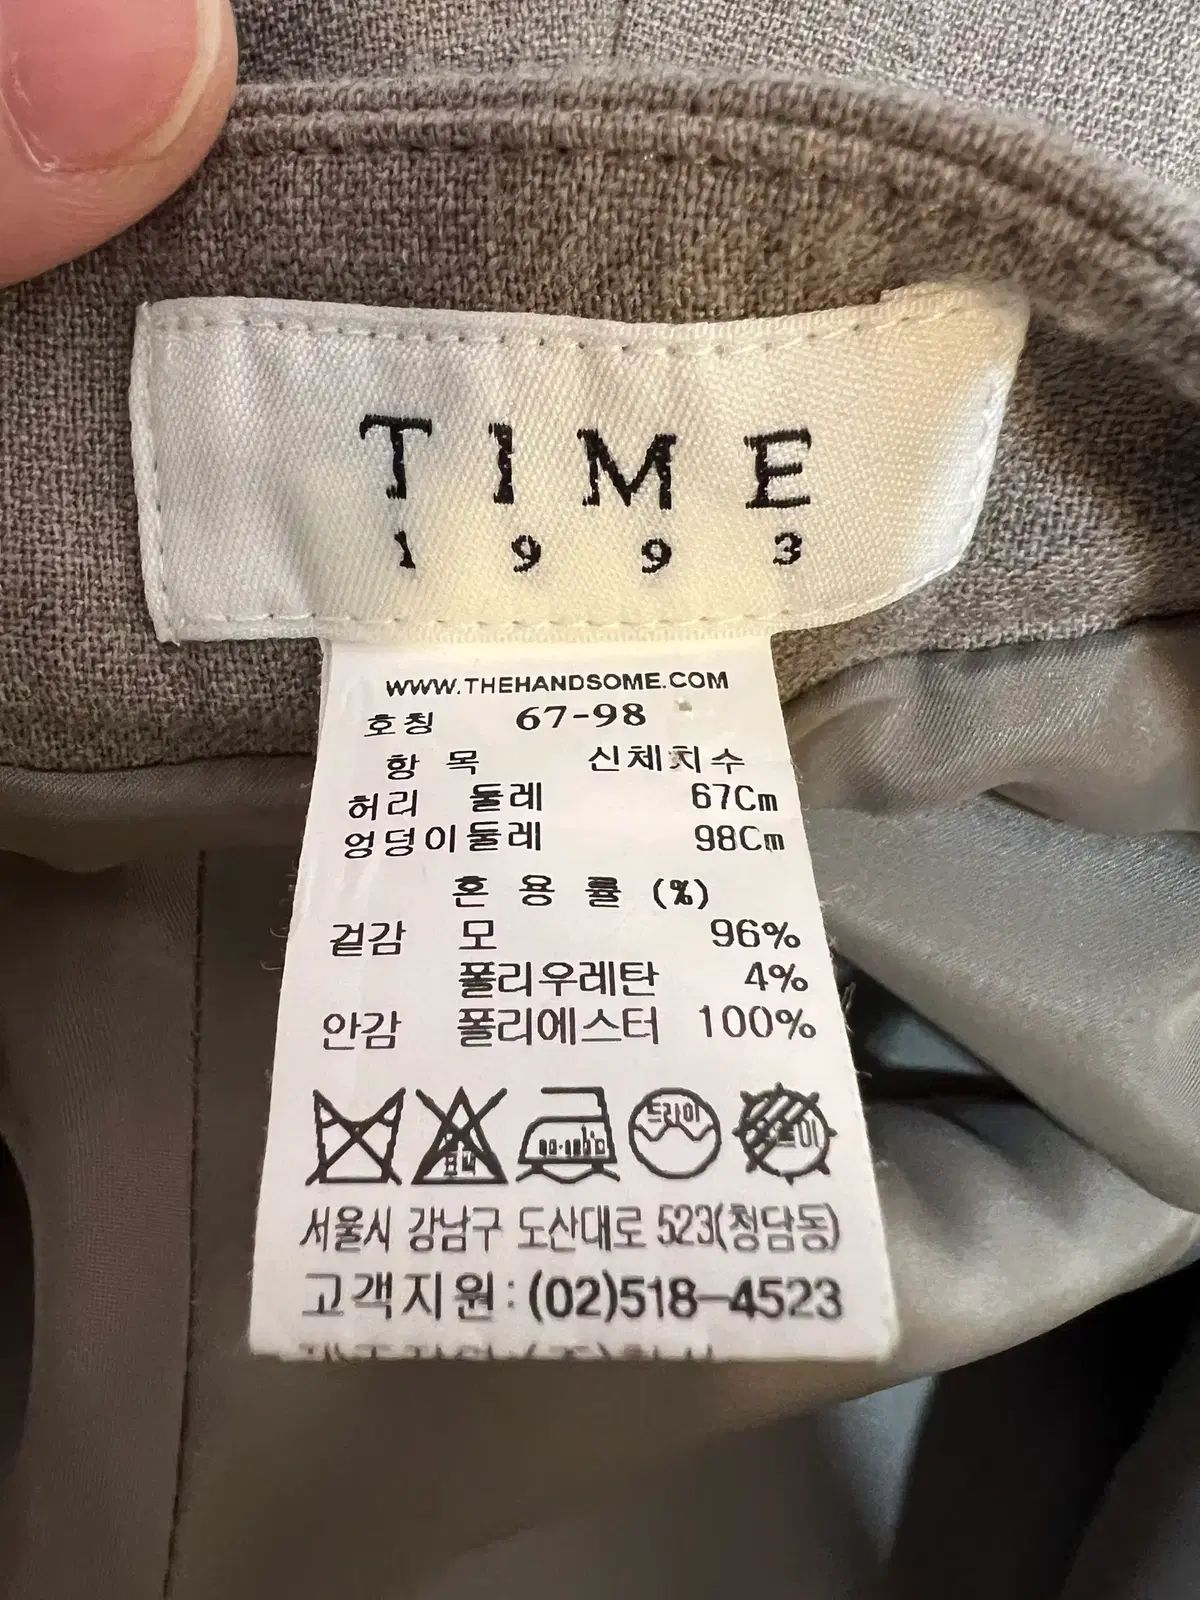 TIME
1993
WWW.THEHANDSOME.COM
호칭 67-98
항 목 신체치수
허리 둘레 67Cm
엉덩이둘레 98Cm
혼 용 률 (%)
겉감 모 96%
폴리우레탄 4%
안감 폴리에스터 100%
드라이
서울시 강남구 도산대로 523(청담동)
고객지원:(02)518-4523